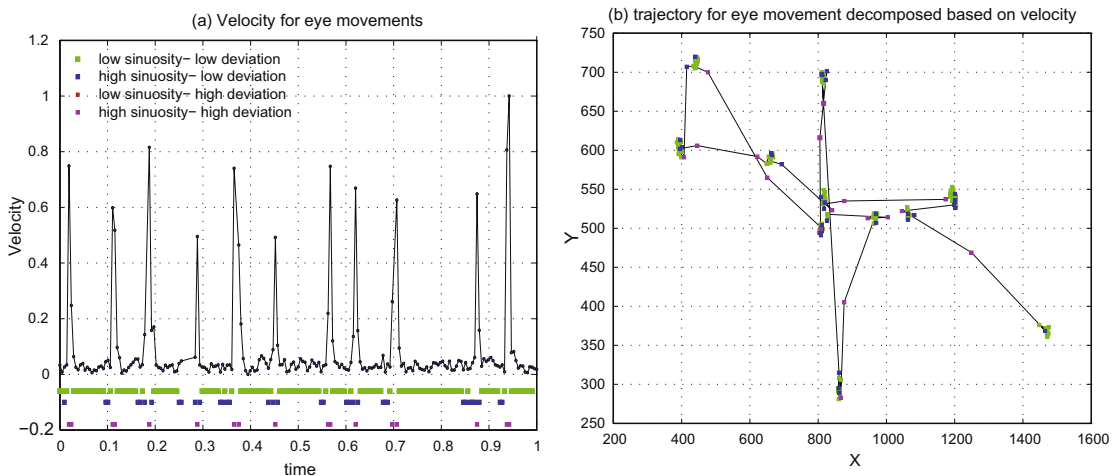 (a) Velocity for eye movements
1.2
1
0.8
0.6
0.4
0.2
0
−0.2
Velocity
low sinuosity− low deviation
high sinuosity− low deviation
low sinuosity− high deviation
high sinuosity− high deviation
0 0.1 0.2 0.3 0.4 0.5 0.6 0.7 0.8 0.9 1
time
(b) trajectory for eye movement decomposed based on velocity
750
700
650
600
550
500
450
400
350
300
250
Y
200 400 600 800 1000 1200 1400 1600
X